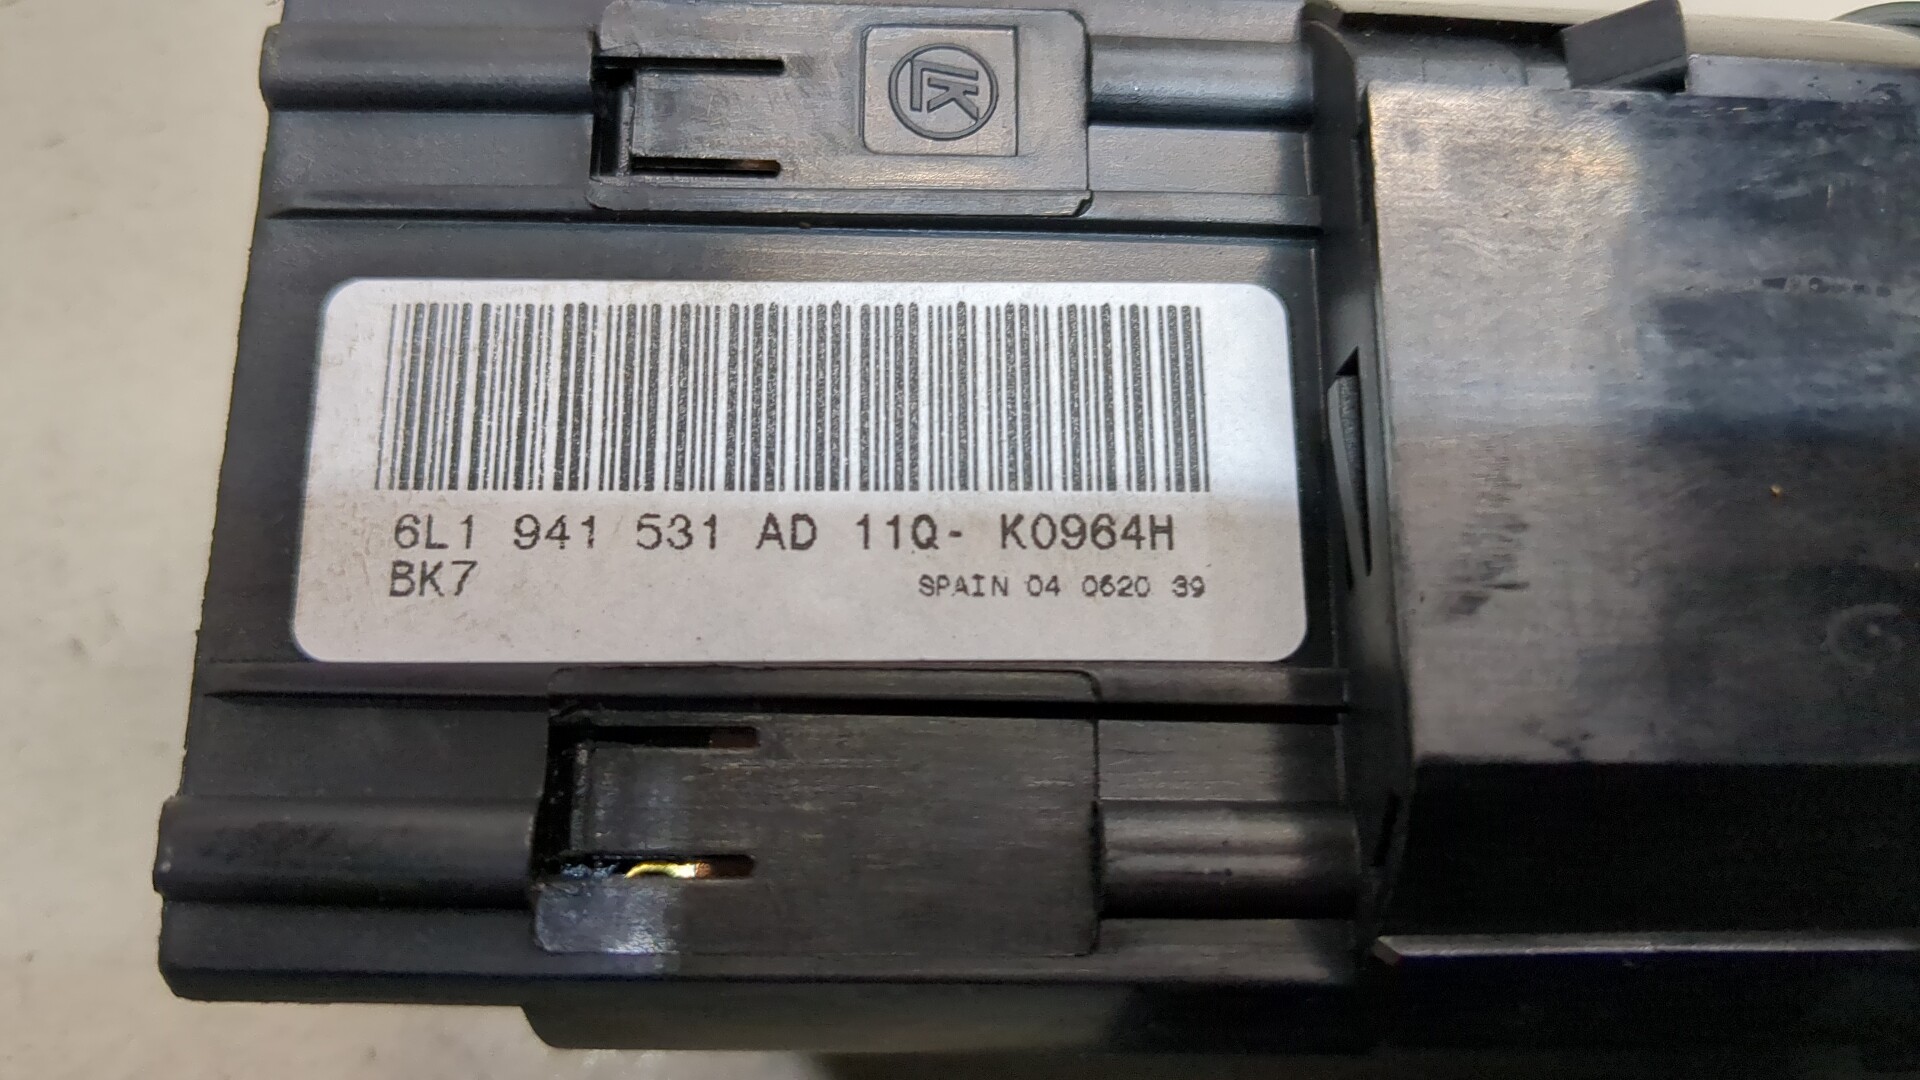 LK
6L1 941 531 AD 11Q- K0964H
BK7
SPAIN 04 0620 39